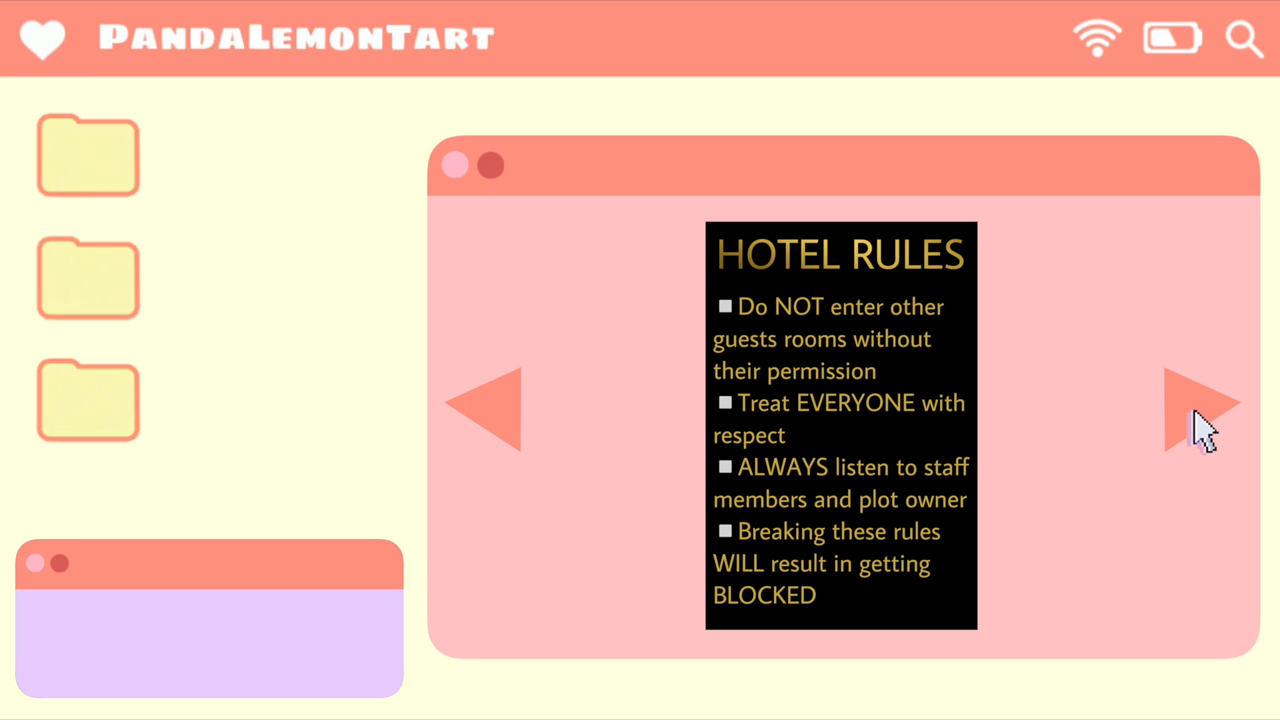 PandaLemonTart
HOTEL RULES
▪Do NOT enter other
guests rooms without
their permission
▪Treat EVERYONE with
respect
▪ALWAYS listen to staff
members and plot owner
▪Breaking these rules
WILL result in getting
BLOCKED